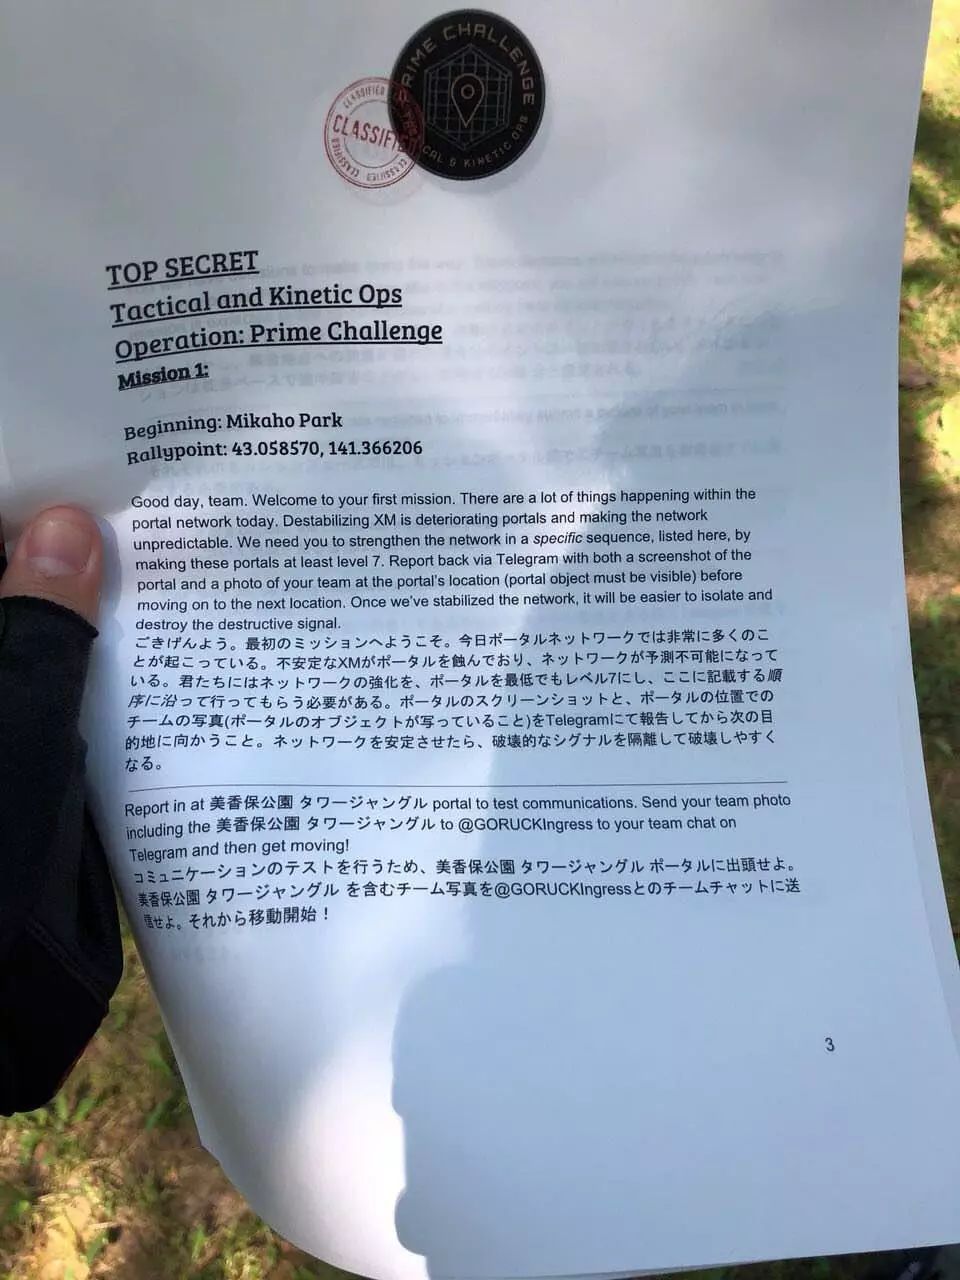 PRIME CHALLENGE
CAL & KINETIC OPS
CLASSIFIED
CLASSIFIED
CLASSIFIED
TOP SECRET
Tactical and Kinetic Ops
Operation: Prime Challenge
Mission 1:
Beginning: Mikaho Park
Rallypoint: 43.058570, 141.366206
Good day, team. Welcome to your first mission. There are a lot of things happening within the
portal network today. Destabilizing XM is deteriorating portals and making the network
unpredictable. We need you to strengthen the network in a specific sequence, listed here, by
making these portals at least level 7. Report back via Telegram with both a screenshot of the
portal and a photo of your team at the portal's location (portal object must be visible) before
moving on to the next location. Once we've stabilized the network, it will be easier to isolate and
destroy the destructive signal.
ごきげんよう。最初のミッションへようこそ。今日ポータルネットワークでは非常に多くのこ
とが起こっている。不安定なXMがポータルを蝕んでおり、ネットワークが予測不可能になって
いる。君たちにはネットワークの強化を、ポータルを最低でもレベル7にし、ここに記載する順
序に沿って行ってもらう必要がある。ポータルのスクリーンショットと、ポータルの位置での
チームの写真(ポータルのオブジェクトが写っていること)をTelegramにて報告してから次の目
的地に向かうこと。ネットワークを安定させたら、破壊的なシグナルを隔離して破壊しやすく
なる。
Report in at 美香保公園 タワージャングル portal to test communications. Send your team photo
including the 美香保公園 タワージャングル to @GORUCKIngress to your team chat on
Telegram and then get moving!
コミュニケーションのテストを行うため、美香保公園 タワージャングル ポータルに出頭せよ。
美香保公園 タワージャングル を含むチーム写真を@GORUCKIngressとのチームチャットに送
信せよ。それから移動開始！
3